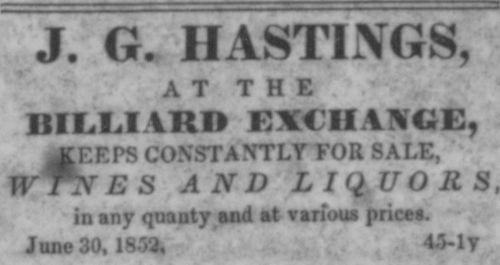 J. G. HASTINGS,
AT THE
BILLIARD EXCHANGE,
KEEPS CONSTANTLY FOR SALE,
WINES AND LIQUORS,
in any quanty and at various prices.
June 30, 1852, 45-1y